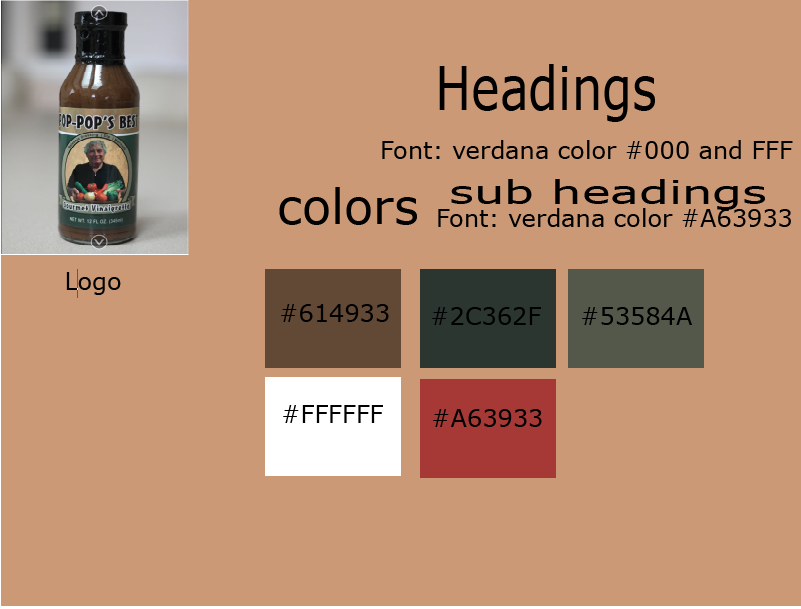 POP-POP'S BEST
Gourmet Vinaigrette
NET WT. 12 FL OZ. (348ml)
Logo
Headings
Font: verdana color #000 and FFF
sub headings
Font: verdana color #A63933
colors
#614933
#2C362F
#53584A
#FFFFFF
#A63933